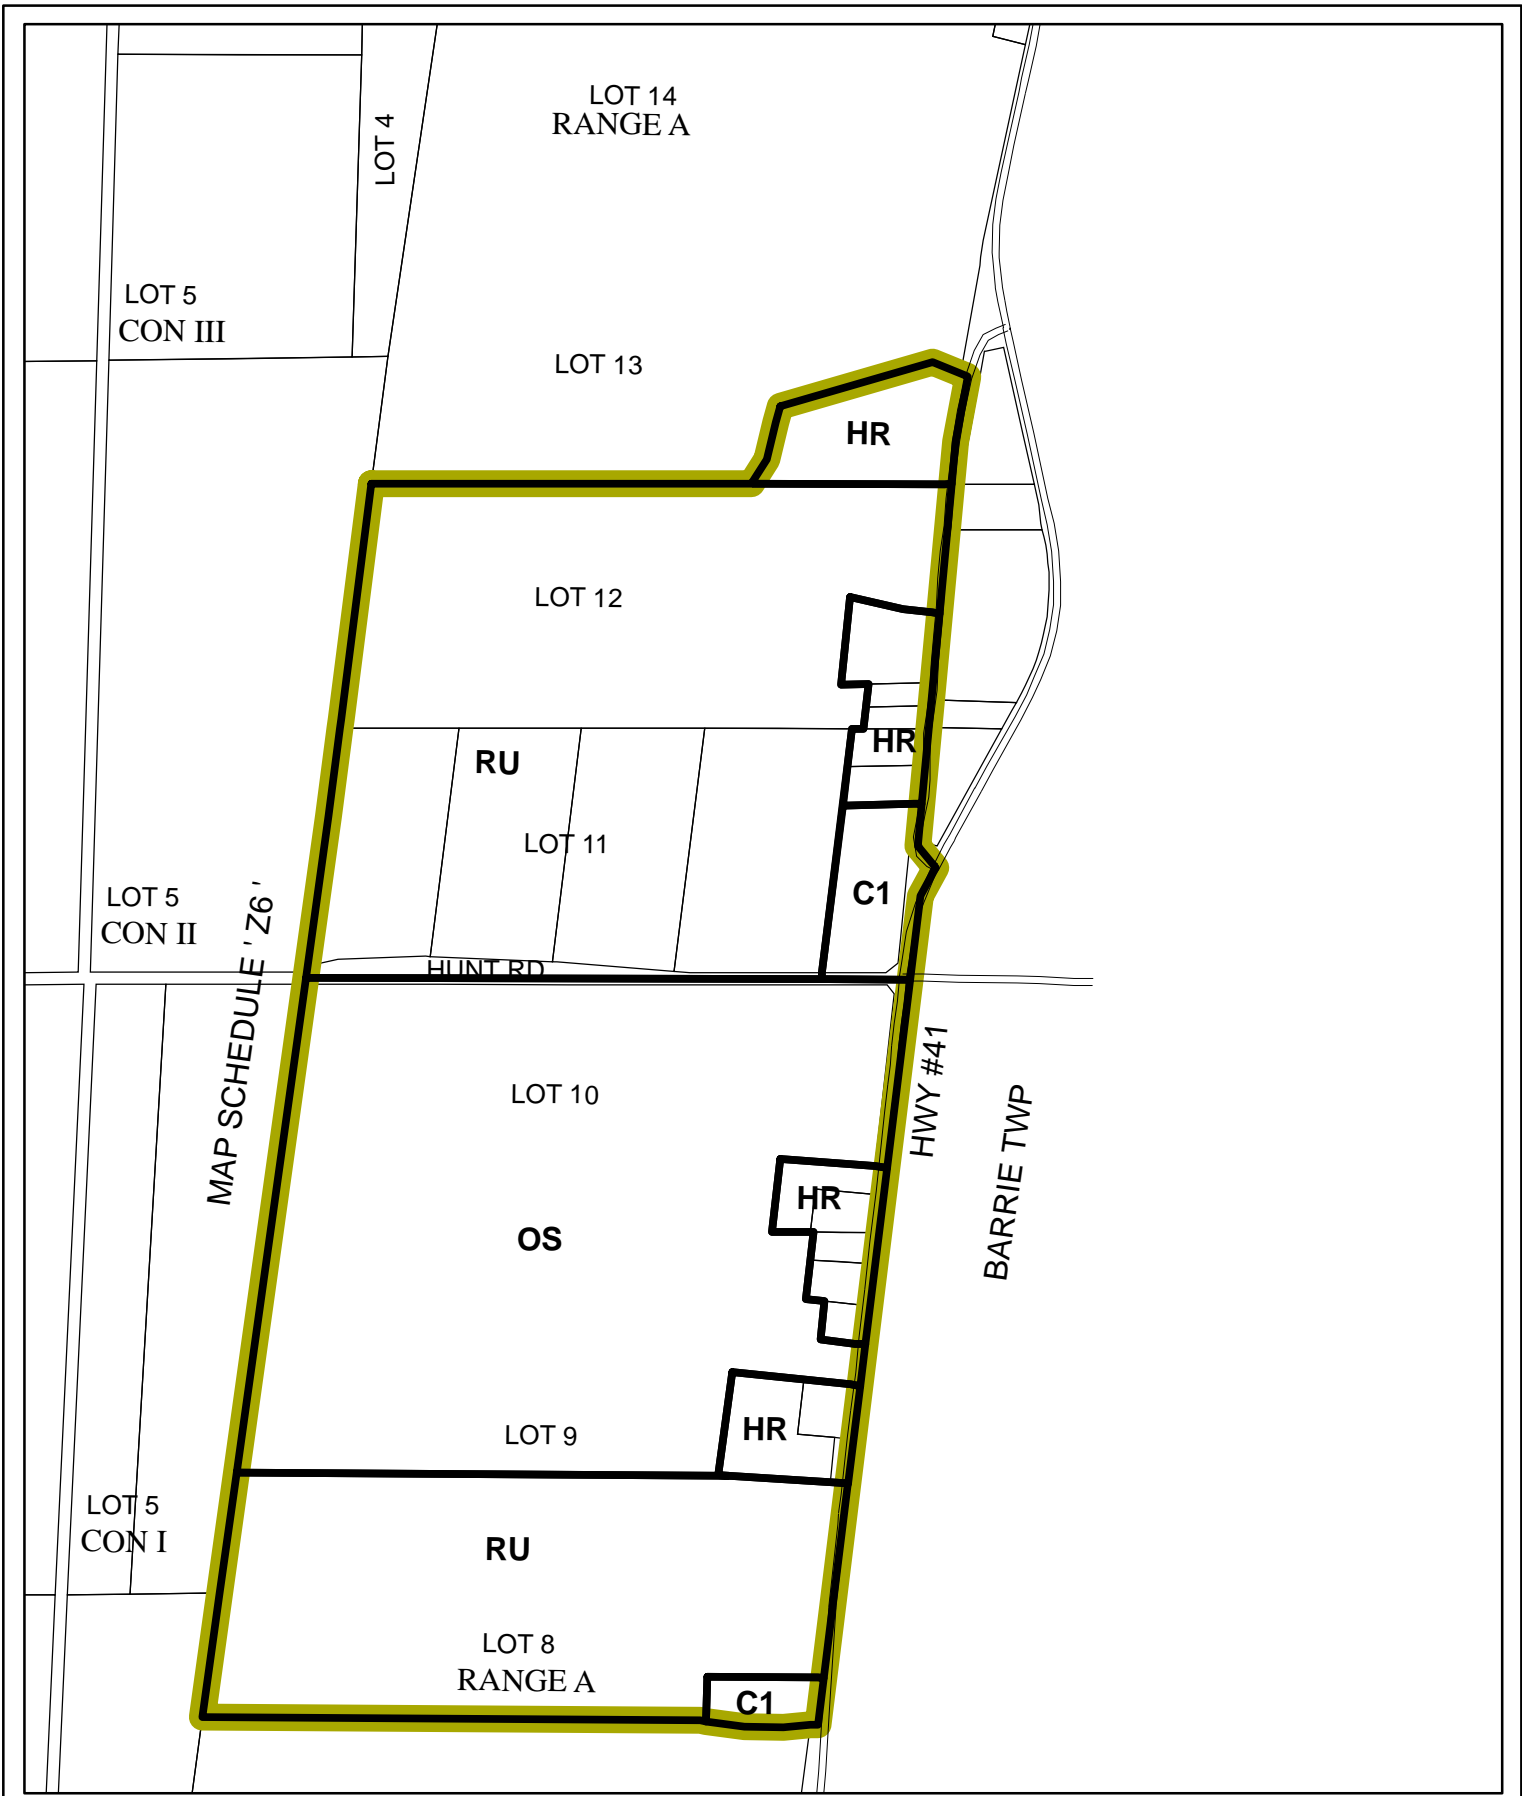 LOT 14
RANGE A
LOT 4
LOT 5
CON III
LOT 13
HR
LOT 12
HR
RU
LOT 11
C1
LOT 5
CON II
MAP SCHEDULE ' Z6 '
HUNT RD
HWY #41
LOT 10
BARRIE TWP
HR
OS
HR
LOT 9
LOT 5
CON I
RU
LOT 8
RANGE A
C1